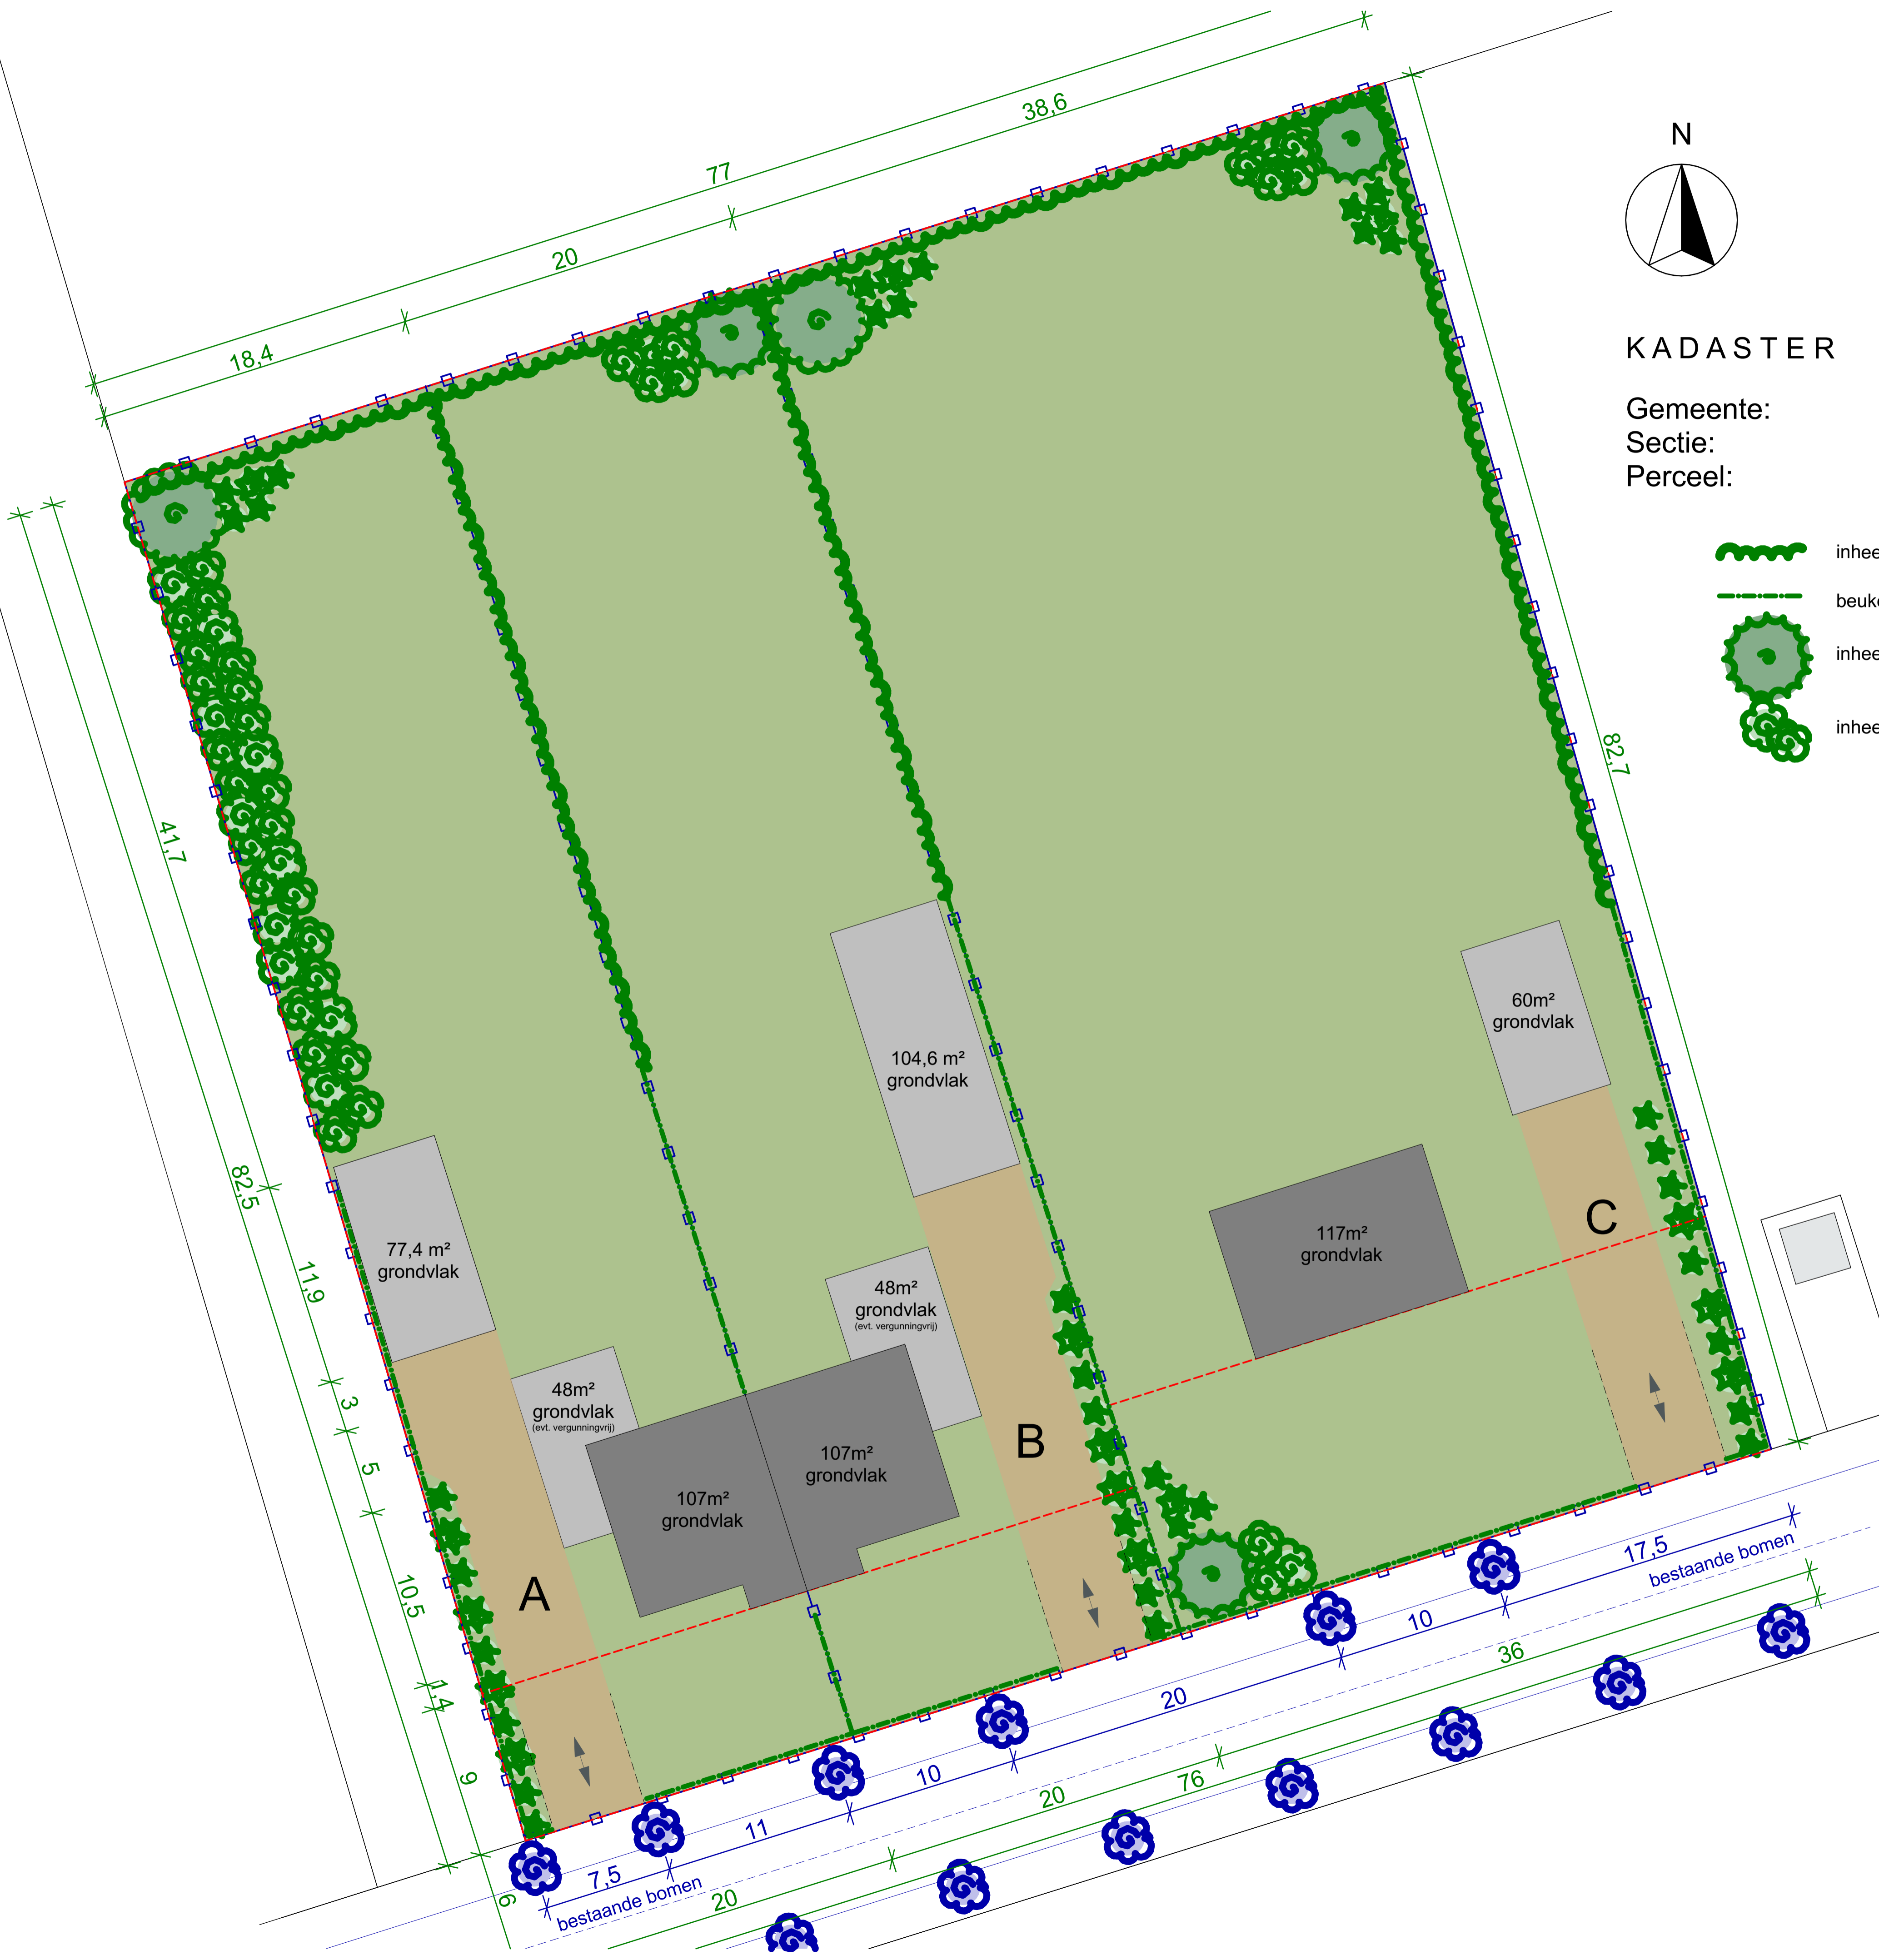 38,6
77
20
18,4
N
KADASTER
Gemeente:
Sectie:
Perceel:
inhee
beuke
inhee
inhee
82,7
41,7
82,5
11,9
3
5
10,5
1,4
9
6
60m²
grondvlak
104,6 m²
grondvlak
117m²
grondvlak
C
77,4 m²
grondvlak
48m²
grondvlak
(evt. vergunningvrij)
48m²
grondvlak
(evt. vergunningvrij)
107m²
grondvlak
107m²
grondvlak
B
A
17,5
bestaande bomen
10
36
20
76
10
20
11
7,5
bestaande bomen
20